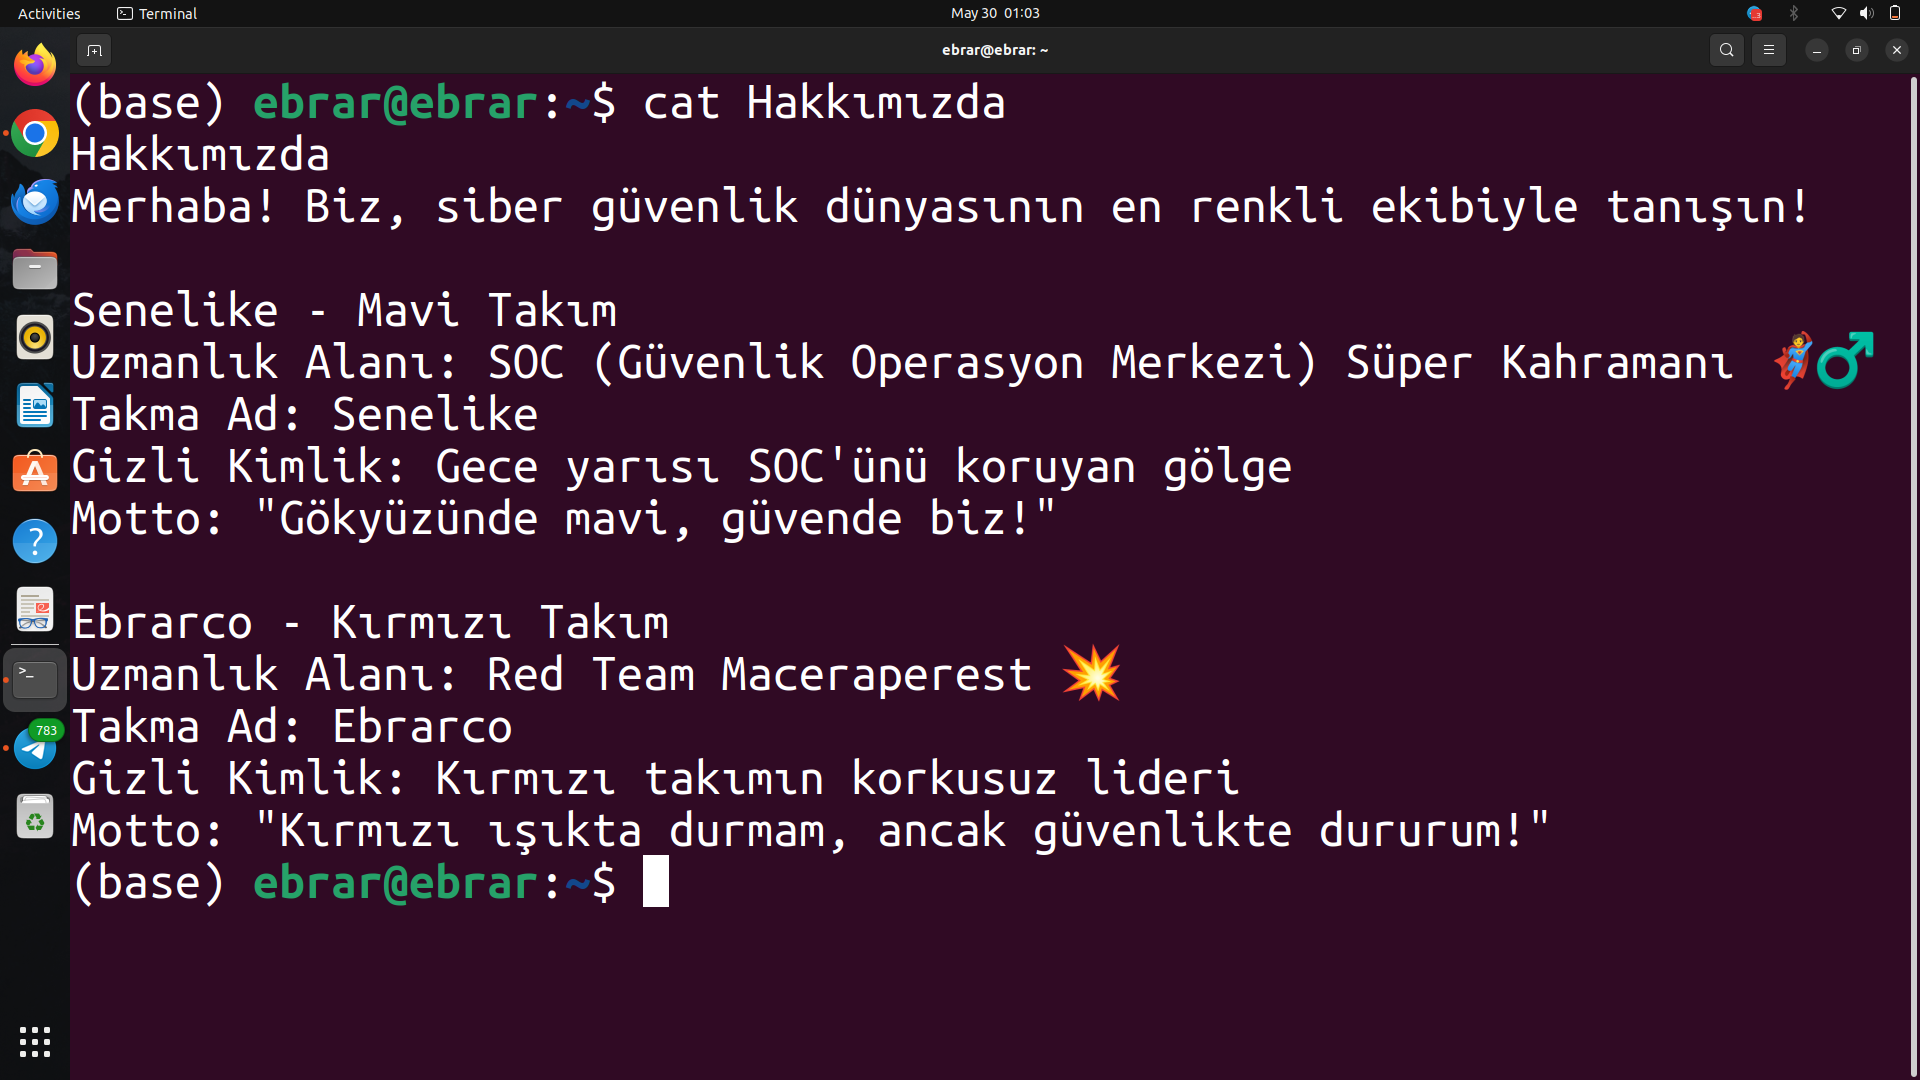 Activities
Terminal
May 30 01:03
ebrar@ebrar: ~
(base) ebrar@ebrar:~$ cat Hakkımızda
Hakkımızda
Merhaba! Biz, siber güvenlik dünyasının en renkli ekibiyle tanışın!
Senelike - Mavi Takım
Uzmanlık Alanı: SOC (Güvenlik Operasyon Merkezi) Süper Kahramanı 🦸♂
Takma Ad: Senelike
Gizli Kimlik: Gece yarısı SOC'ünü koruyan gölge
Motto: "Gökyüzünde mavi, güvende biz!"
Ebrarco - Kırmızı Takım
Uzmanlık Alanı: Red Team Maceraperest 💥
Takma Ad: Ebrarco
Gizli Kimlik: Kırmızı takımın korkusuz lideri
Motto: "Kırmızı ışıkta durmam, ancak güvenlikte dururum!"
(base) ebrar@ebrar:~$
783